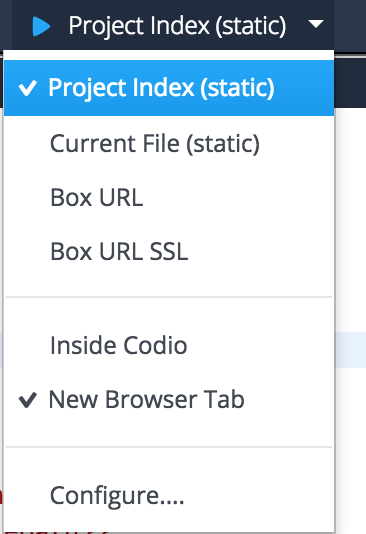 Project Index (static)
Project Index (static)
Current File (static)
Box URL
Box URL SSL
Inside Codio
New Browser Tab
Configure....